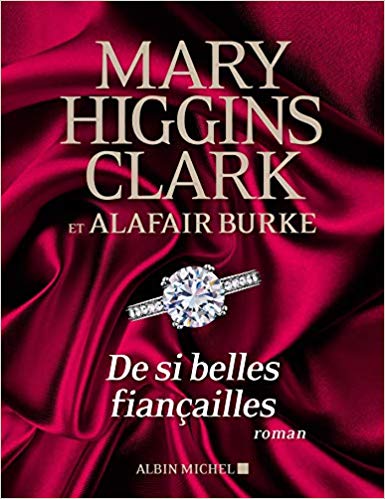 MARY
HIGGINS
CLARK
ET ALAFAIR BURKE
De si belles
fiançailles
roman
ALBIN MICHEL